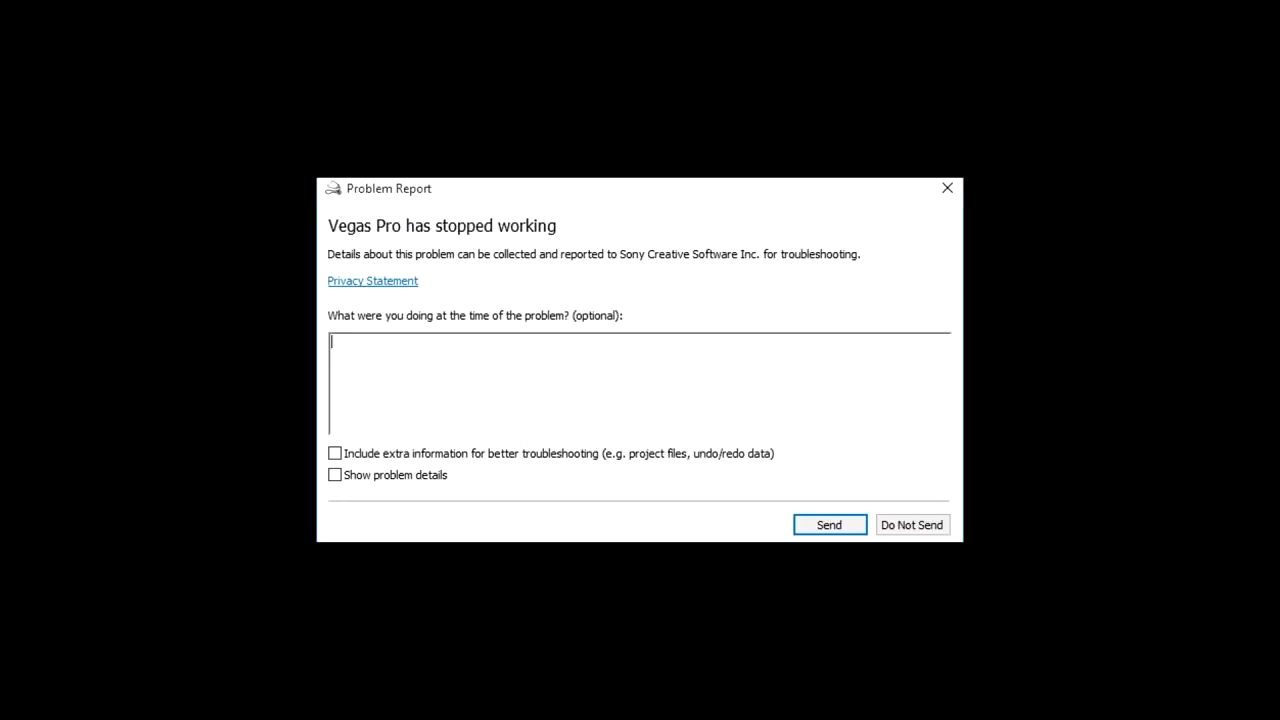 Problem Report
Vegas Pro has stopped working
Details about this problem can be collected and reported to Sony Creative Software Inc. for troubleshooting.
Privacy Statement
What were you doing at the time of the problem? (optional):
Include extra information for better troubleshooting (e.g. project files, undo/redo data)
Show problem details
Send Do Not Send